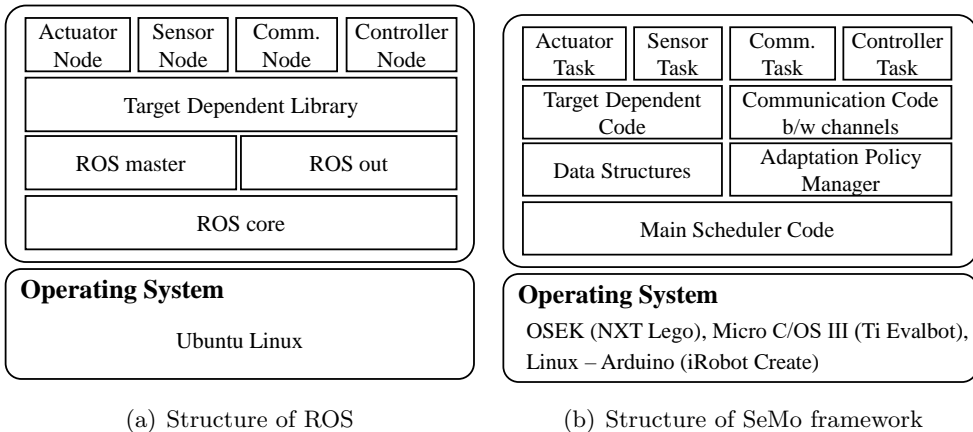 Actuator
Node
Sensor
Node
Comm.
Node
Controller
Node
Target Dependent Library
ROS master
ROS out
ROS core
Operating System
Ubuntu Linux
(a) Structure of ROS
Actuator
Task
Sensor
Task
Comm.
Task
Controller
Task
Target Dependent
Code
Communication Code
b/w channels
Data Structures
Adaptation Policy
Manager
Main Scheduler Code
Operating System
OSEK (NXT Lego), Micro C/OS III (Ti Evalbot),
Linux – Arduino (iRobot Create)
(b) Structure of SeMo framework